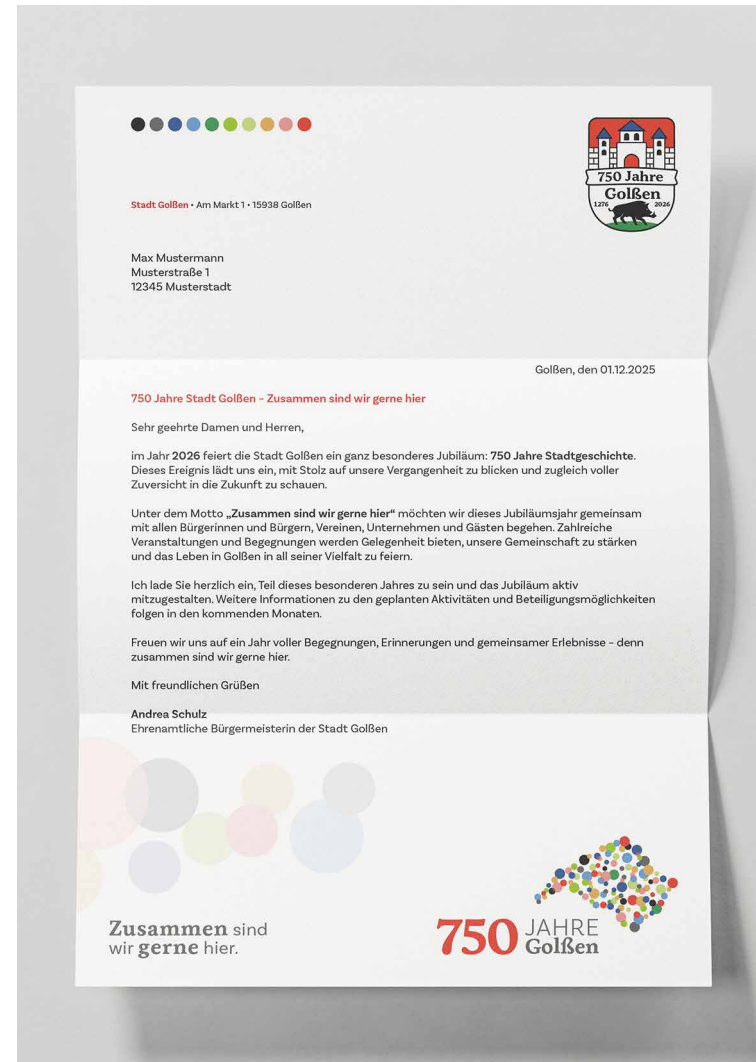 750 Jahre
Golßen
1276 2026
Stadt Golßen • Am Markt 1 • 15938 Golßen
Max Mustermann
Musterstraße 1
12345 Musterstadt
Golßen, den 01.12.2025
750 Jahre Stadt Golßen – Zusammen sind wir gerne hier
Sehr geehrte Damen und Herren,
im Jahr 2026 feiert die Stadt Golßen ein ganz besonderes Jubiläum: 750 Jahre Stadtgeschichte.
Dieses Ereignis lädt uns ein, mit Stolz auf unsere Vergangenheit zu blicken und zugleich voller
Zuversicht in die Zukunft zu schauen.
Unter dem Motto „Zusammen sind wir gerne hier“ möchten wir dieses Jubiläumsjahr gemeinsam
mit allen Bürgerinnen und Bürgern, Vereinen, Unternehmen und Gästen begehen. Zahlreiche
Veranstaltungen und Begegnungen werden Gelegenheit bieten, unsere Gemeinschaft zu stärken
und das Leben in Golßen in all seiner Vielfalt zu feiern.
Ich lade Sie herzlich ein, Teil dieses besonderen Jahres zu sein und das Jubiläum aktiv
mitzugestalten. Weitere Informationen zu den geplanten Aktivitäten und Beteiligungsmöglichkeiten
folgen in den kommenden Monaten.
Freuen wir uns auf ein Jahr voller Begegnungen, Erinnerungen und gemeinsamer Erlebnisse – denn
zusammen sind wir gerne hier.
Mit freundlichen Grüßen
Andrea Schulz
Ehrenamtliche Bürgermeisterin der Stadt Golßen
Zusammen sind
wir gerne hier.
750 JAHRE
Golßen